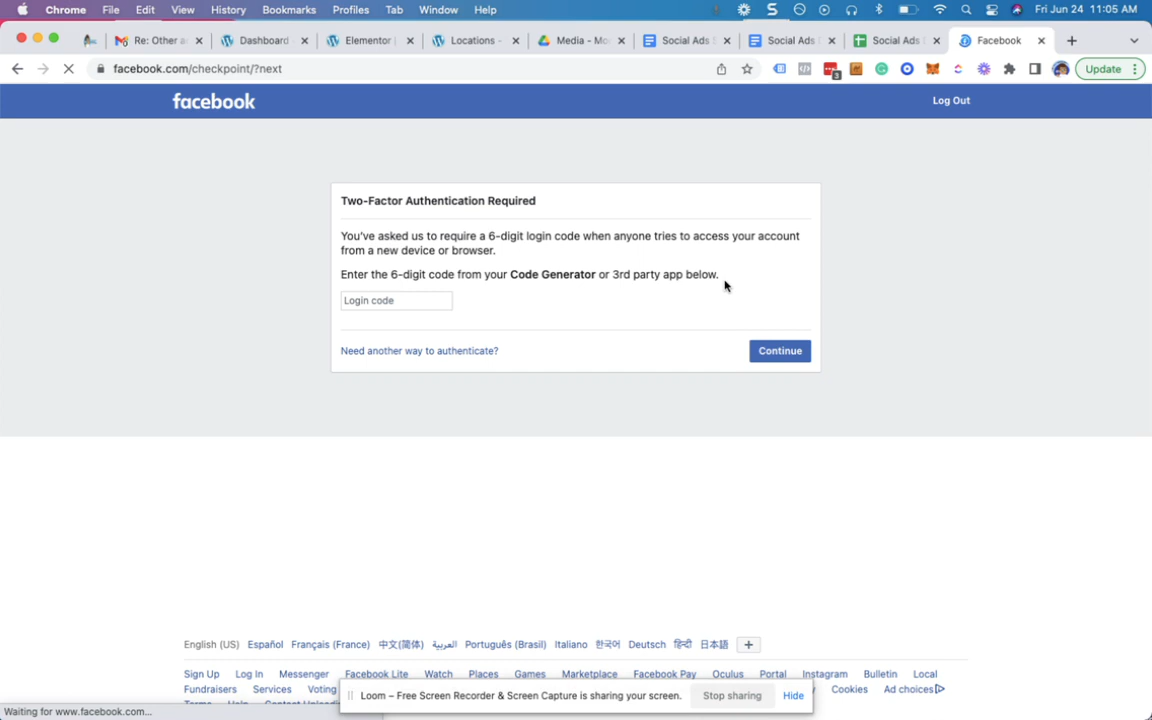 Chrome File Edit View History Bookmarks Profiles Tab Window Help Fri Jun 24 11:05 AM
Re: Other a Dashboard Elementor | Locations - Media - Mo Social Ads Social Ads Social Ads Facebook
facebook.com/checkpoint/?next 3 Update
facebook Log Out
Two-Factor Authentication Required
You've asked us to require a 6-digit login code when anyone tries to access your account
from a new device or browser.
Enter the 6-digit code from your Code Generator or 3rd party app below.
Login code
Need another way to authenticate? Continue
English (US) Español Français (France) 中文(简体) العربية Português (Brasil) Italiano 한국어 Deutsch हिन्दी 日本語
Sign Up Log In Messenger Facebook Lite Watch Places Games Marketplace Facebook Pay Oculus Portal Instagram Bulletin Local
Fundraisers Services Voting Cookies Ad choices
Loom – Free Screen Recorder & Screen Capture is sharing your screen. Stop sharing Hide
Waiting for www.facebook.com...